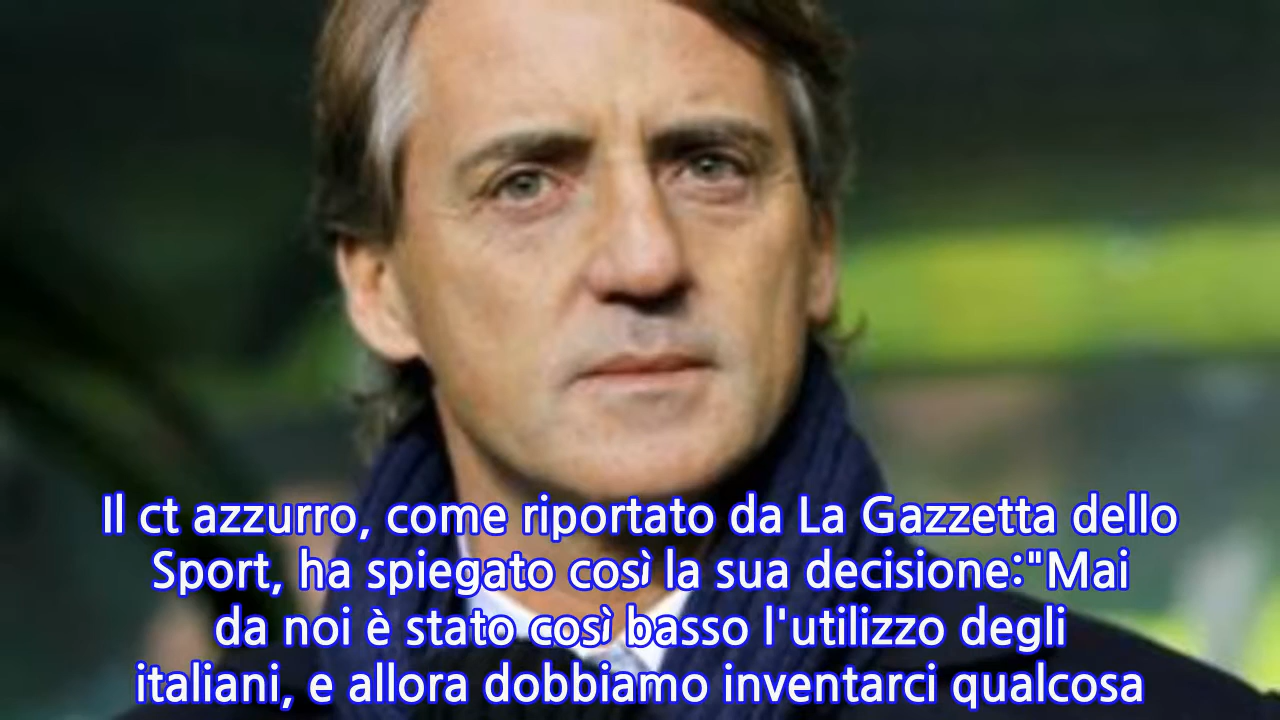 Il ct azzurro, come riportato da La Gazzetta dello
Sport, ha spiegato così la sua decisione:"Mai
da noi è stato così basso l'utilizzo degli
italiani, e allora dobbiamo inventarci qualcosa